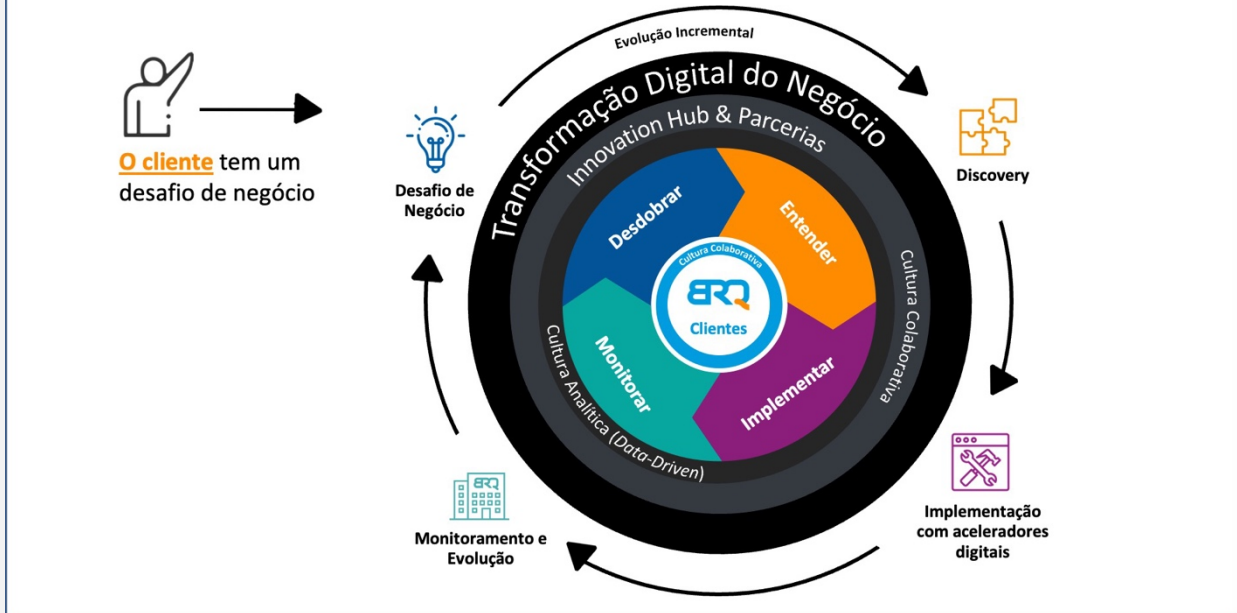 Evolução Incremental
Transformação Digital do Negócio
Innovation Hub & Parcerias
O cliente tem um
desafio de negócio
Desafio de
Negócio
Discovery
Desdobrar
Entender
Cultura Colaborativa
BRQ
Clientes
Cultura Colaborativa
Monitorar
Implementar
Cultura Analítica (Data-Driven)
BRQ
Monitoramento e
Evolução
Implementação
com aceleradores
digitais